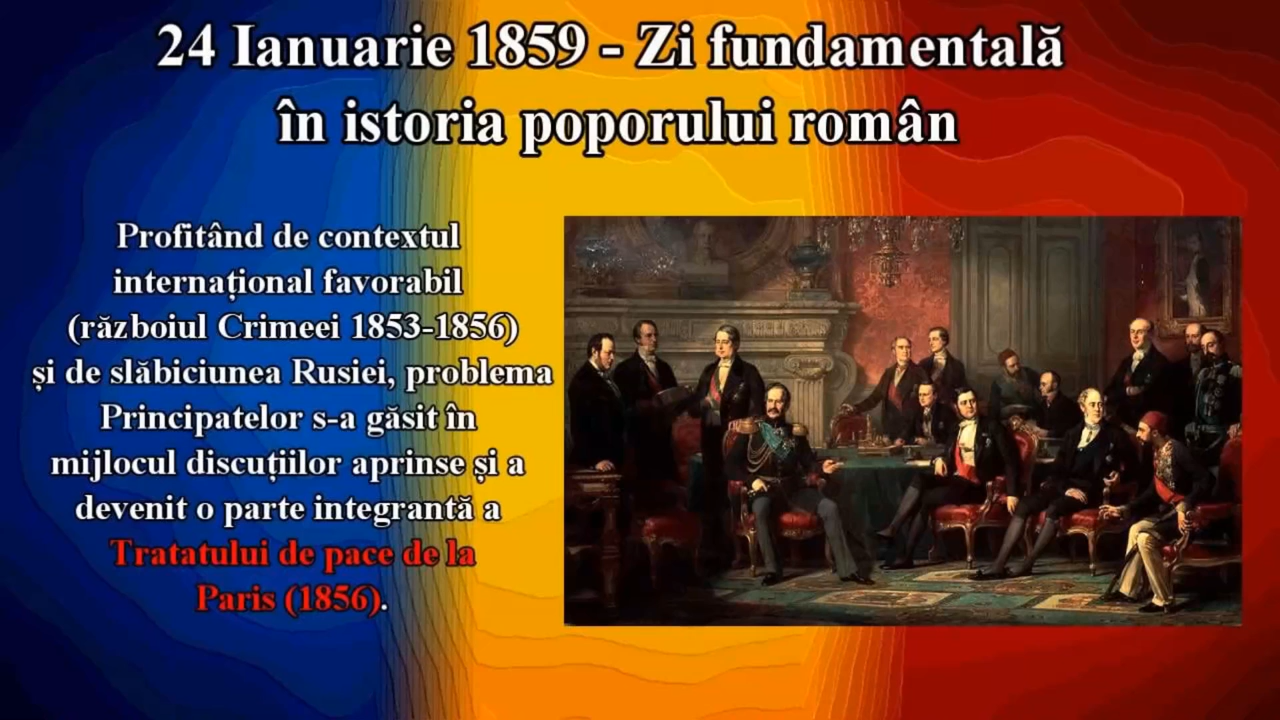 24 Ianuarie 1859 - Zi fundamentală
în istoria poporului român
Profitând de contextul
internațional favorabil
(războiul Crimeei 1853-1856)
și de slăbiciunea Rusiei, problema
Principatelor s-a găsit în
mijlocul discuțiilor aprinse și a
devenit o parte integrantă a
Tratatului de pace de la
Paris (1856).